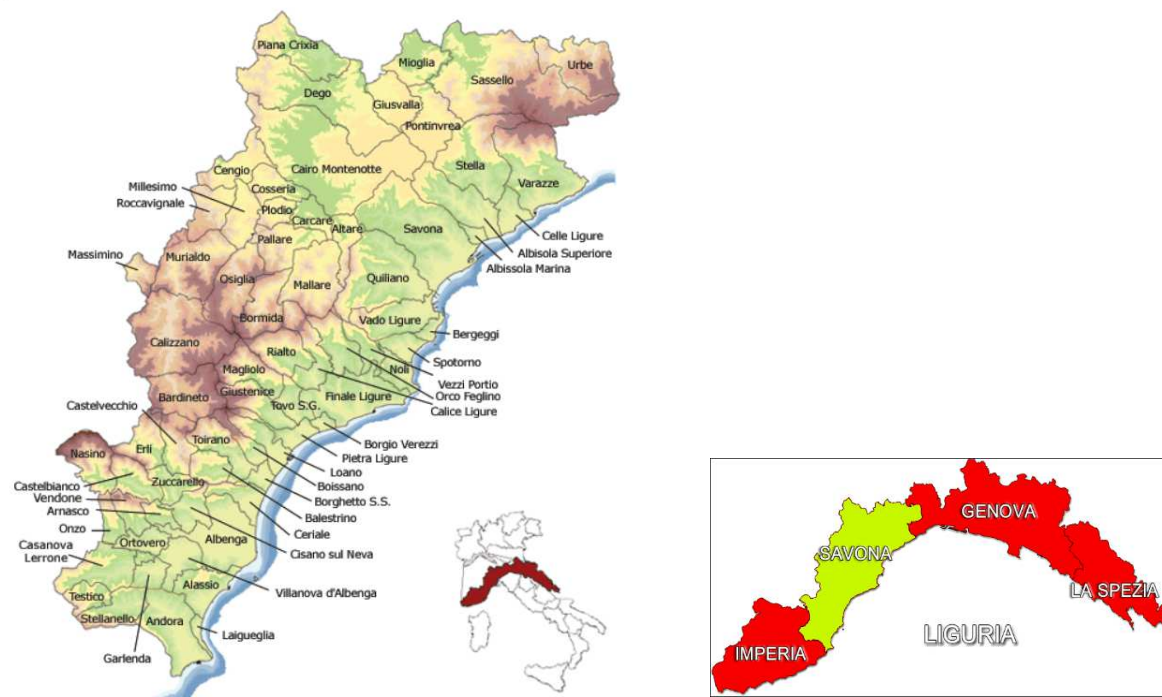 Piana Crixia
Mioglia
Urbe
Sassello
Dego
Giusvalla
Pontinvrea
Stella
Cengio
Cairo Montenotte
Varazze
Millesimo
Cosseria
Roccavignale
Plodio
Carcare
Altare
Savona
Celle Ligure
Pallare
Albisola Superiore
Massimino
Murialdo
Albissola Marina
Osiglia
Mallare
Quiliano
Bormida
Vado Ligure
Bergeggi
Calizzano
Rialto
Spotorno
Magliolo
Noli
Vezzi Portio
Bardineto
Giustenice
Finale Ligure
Orco Feglino
Castelvecchio
Tovo S.G.
Calice Ligure
Erli
Toirano
Borgio Verezzi
Nasino
Pietra Ligure
Loano
Castelbianco
Zuccarello
Boissano
Vendone
Borghetto S.S.
Arnasco
Balestrino
Onzo
Ceriale
Ortovero
Albenga
Cisano sul Neva
Casanova
Lerrone
Alassio
Villanova d'Albenga
Testico
Stellanello
Andora
Laigueglia
Garlenda
GENOVA
SAVONA
LA SPEZIA
LIGURIA
IMPERIA